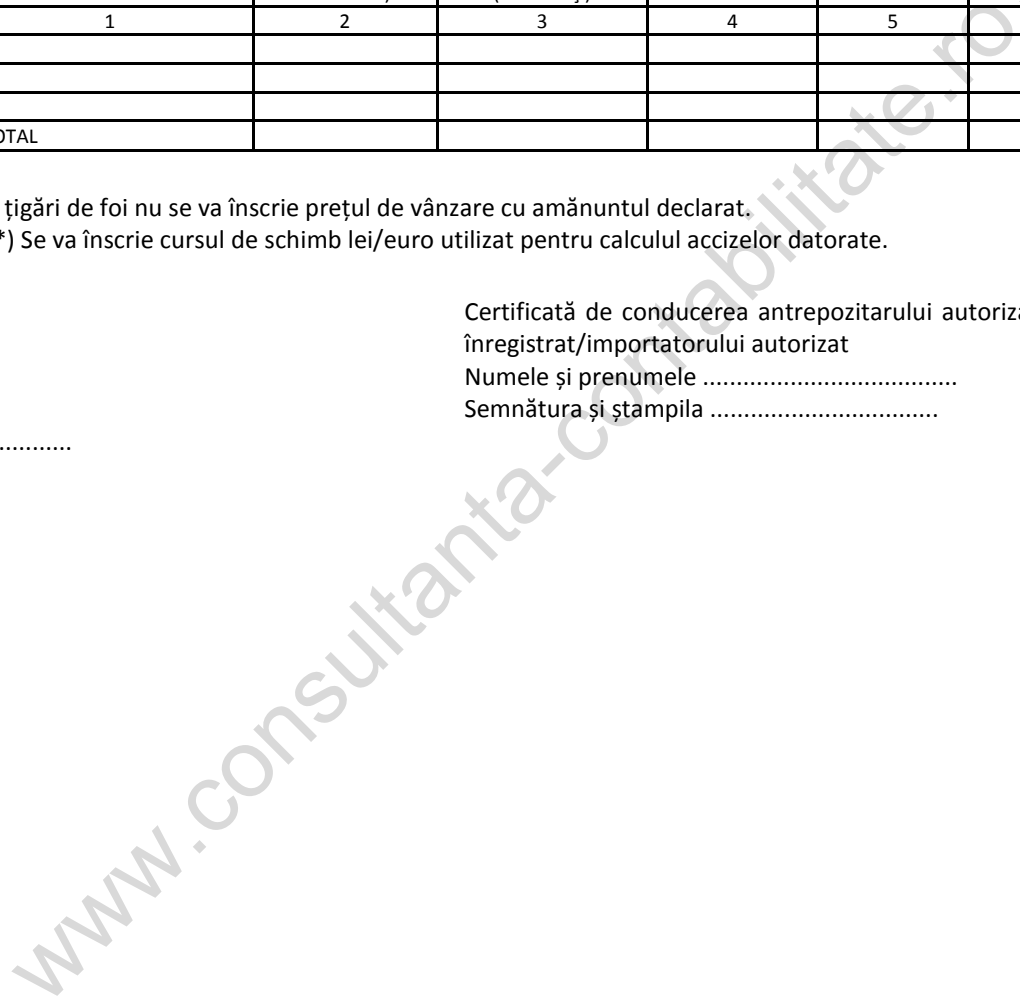 1 2 3 4 5
țigări de foi nu se va înscrie prețul de vânzare cu amănuntul declarat.
*) Se va înscrie cursul de schimb lei/euro utilizat pentru calculul accizelor datorate.
Certificată de conducerea antrepozitarului
înregistrat/importatorului autorizat
Numele și prenumele ......................................
Semnătura și ștampila ..................................
...........
www.consultanta-contabilitate.ro